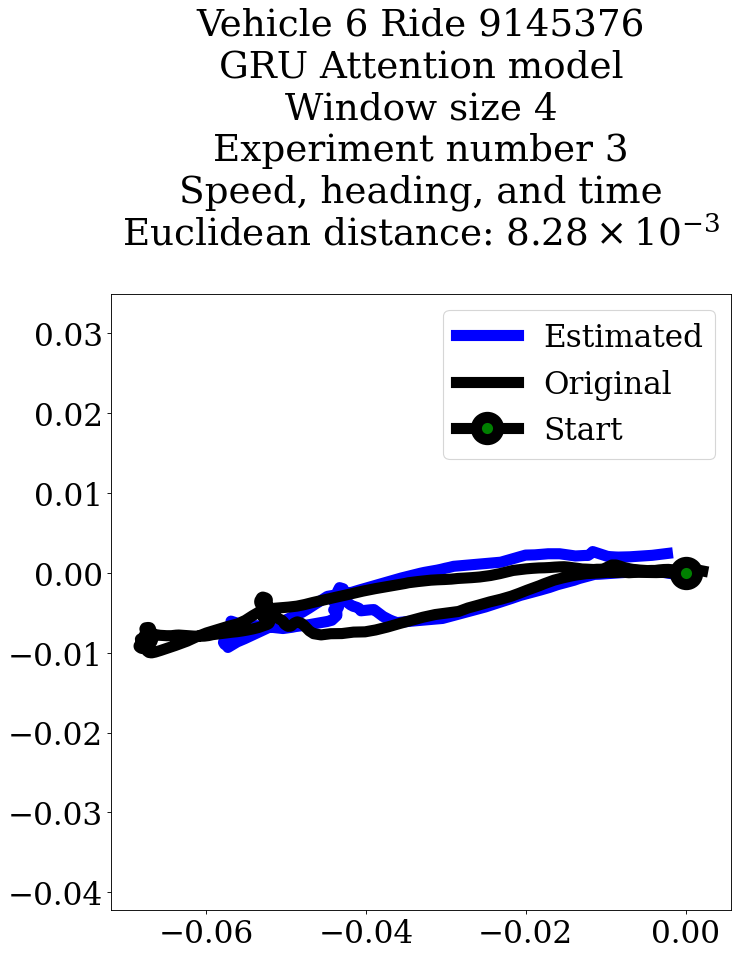 Vehicle 6 Ride 9145376
GRU Attention model
Window size 4
Experiment number 3
Speed, heading, and time
Euclidean distance: 8.28 × 10⁻³
Estimated
Original
Start
0.03
0.02
0.01
0.00
−0.01
−0.02
−0.03
−0.04
−0.06 −0.04 −0.02 0.00